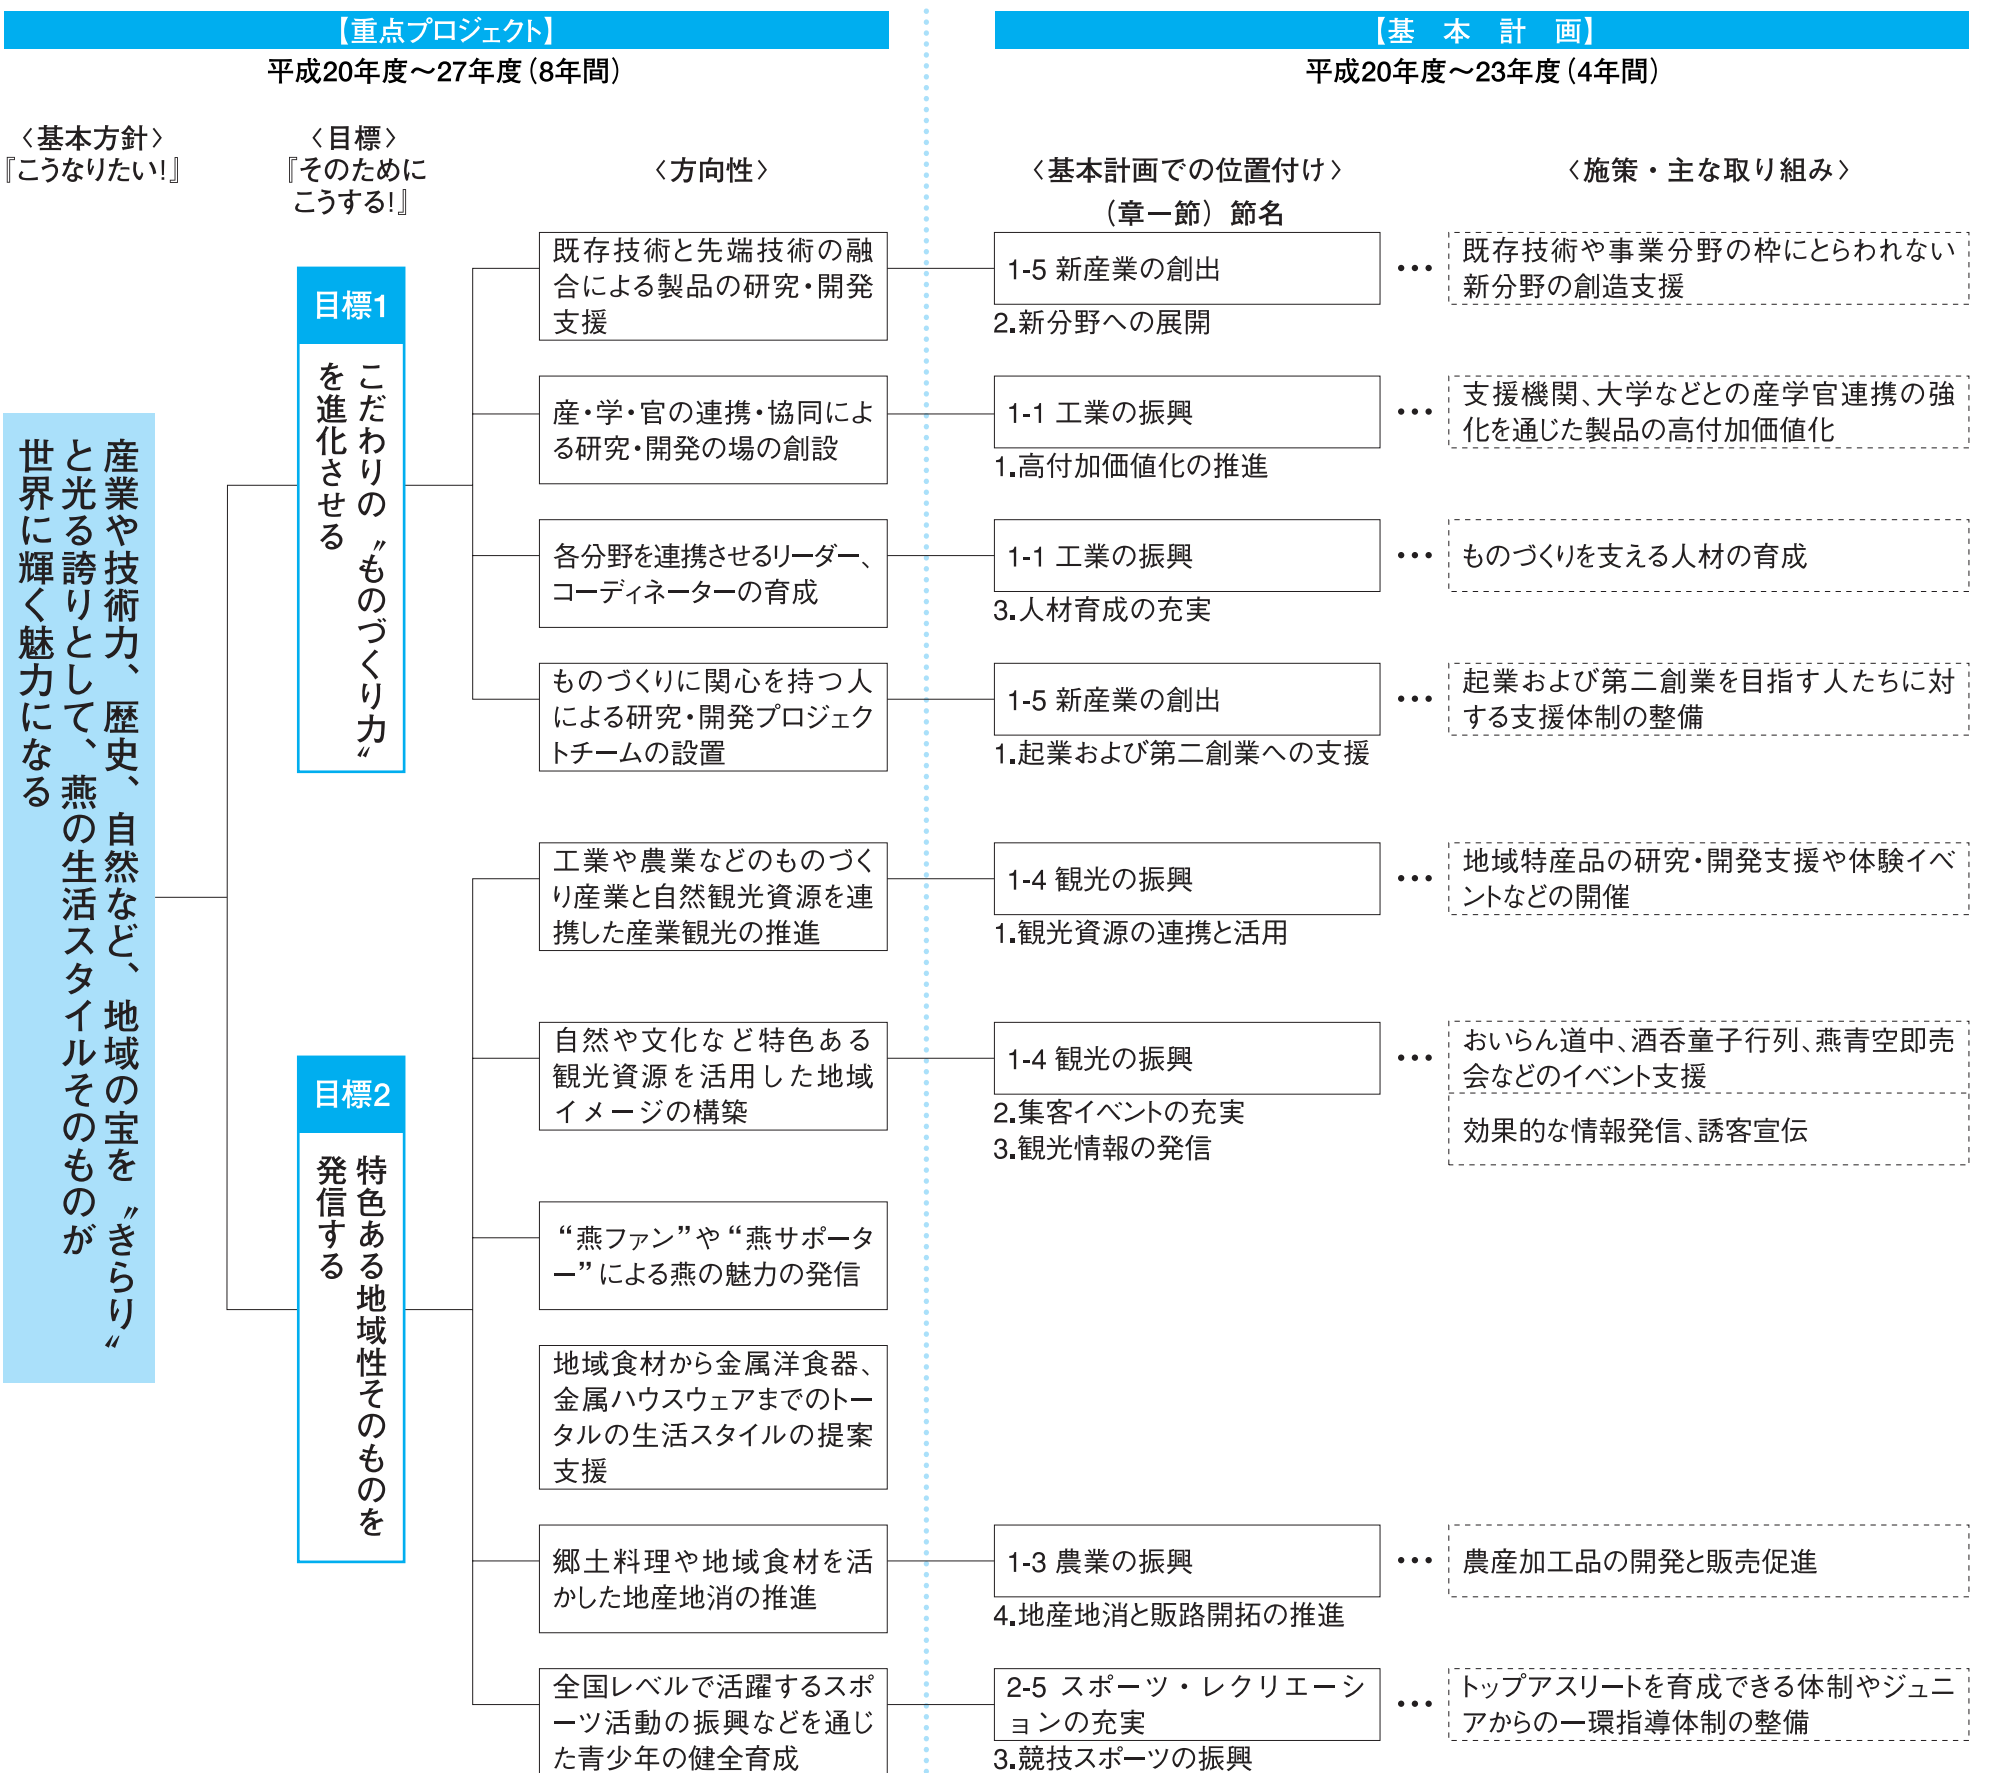 【重点プロジェクト】
平成20年度～27年度（8年間）
【基　本　計　画】
平成20年度～23年度（4年間）
〈基本方針〉
『こうなりたい！』
〈目標〉
『そのために
こうする！』
〈方向性〉
〈基本計画での位置付け〉
（章ー節）節名
〈施策・主な取り組み〉
産業や技術力、歴史、自然など、地域の宝を〝きらり〟
と光る誇りとして、燕の生活スタイルそのものが
世界に輝く魅力になる
目標1
こだわりの〝ものづくり力〟
を進化させる
既存技術と先端技術の融
合による製品の研究・開発
支援
1-5 新産業の創出
2.新分野への展開
…
既存技術や事業分野の枠にとらわれない
新分野の創造支援
産・学・官の連携・協同によ
る研究・開発の場の創設
1-1 工業の振興
1.高付加価値化の推進
…
支援機関、大学などとの産学官連携の強
化を通じた製品の高付加価値化
各分野を連携させるリーダー、
コーディネーターの育成
1-1 工業の振興
3.人材育成の充実
…
ものづくりを支える人材の育成
ものづくりに関心を持つ人
による研究・開発プロジェク
トチームの設置
1-5 新産業の創出
1.起業および第二創業への支援
…
起業および第二創業を目指す人たちに対
する支援体制の整備
目標2
特色ある地域性そのものを
発信する
工業や農業などのものづく
り産業と自然観光資源を連
携した産業観光の推進
1-4 観光の振興
1.観光資源の連携と活用
…
地域特産品の研究・開発支援や体験イベ
ントなどの開催
自然や文化など特色ある
観光資源を活用した地域
イメージの構築
1-4 観光の振興
2.集客イベントの充実
3.観光情報の発信
…
おいらん道中、酒呑童子行列、燕青空即売
会などのイベント支援
効果的な情報発信、誘客宣伝
“燕ファン”や“燕サポータ
ー”による燕の魅力の発信
地域食材から金属洋食器、
金属ハウスウェアまでのトー
タルの生活スタイルの提案
支援
郷土料理や地域食材を活
かした地産地消の推進
1-3 農業の振興
4.地産地消と販路開拓の推進
…
農産加工品の開発と販売促進
全国レベルで活躍するスポ
ーツ活動の振興などを通じ
た青少年の健全育成
2-5 スポーツ・レクリエーシ
ョンの充実
3.競技スポーツの振興
…
トップアスリートを育成できる体制やジュニ
アからの一環指導体制の整備